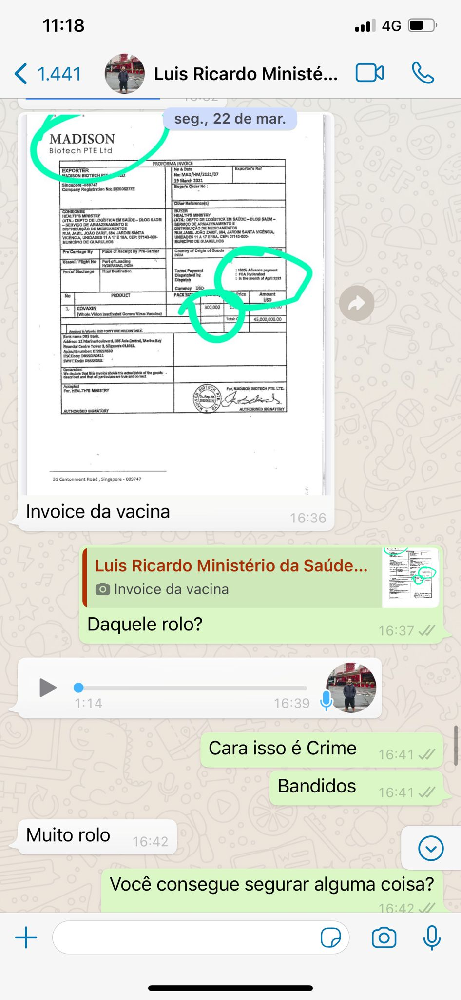 11:18
4G
1.441
Luis Ricardo Ministé...
seg., 22 de mar.
MADISON
Biotech PTE Ltd
PROFORMA INVOICE
EXPORTER
MADISON BIOTECH
Singapore -089747
Company Registration No: 202005277E
No & Date
No: MAD/HM/2021/07
19 March 2021
Exporter's Ref
Buyer's Order No :
Other Reference(s)
CONSIGNEE
HEALTH'S MINISTRY
(ATN.: DEPTO DE LOGÍSTICA EM SAÚDE – DLOG SADM
– SERVIÇO DE ARMAZENAMENTO E
DISTRIBUIÇÃO DE MEDICAMENTOS
RUA JAMIL JOÃO ZARIF, 684, JARDIM SANTA
VICÊNCIA, UNIDADES 11 A 17 E 18A. CEP: 07143-000-
MUNICÍPIO DE GUARULHOS
BUYER
HEALTH'S MINISTRY
(ATN.: DEPTO DE LOGÍSTICA EM SAÚDE – DLOG SADM –
SERVIÇO DE ARMAZENAMENTO E
DISTRIBUIÇÃO DE MEDICAMENTOS
RUA JAMIL JOÃO ZARIF, 684, JARDIM SANTA VICÊNCIA,
UNIDADES 11 A 17 E 18A. CEP: 07143-000-
MUNICÍPIO DE GUARULHOS
Pre Carriage By
Place of Receipt By Pre-Carrier
Country of Origin of Goods
INDIA
Vessel / Flight No
Port of Loading
HYDERABAD, INDIA
Port of Discharge
Final Destination
Terms Payment : 100% Advance payment
Dispatched by : FCA Hyderabad
Dispatch : In the month of April 2021
Currency USD
No PRODUCT PACK SIZE Price Amount
USD
1. COVAXIN 300,000
(Whole Virion Inactivated Corona Virus Vaccine)
Total: 45,000,000.00
Amount in Words: USD FORTY FIVE MILLION ONLY.
Bank name DBS Bank.
Address: 12 Marina Boulevard, DBS Asia Central, Marina Bay
Financial Centre Tower 3, Singapore 018982.
Account number: 0720224590
IFSC Code: DBSS0IN0811
SWIFT Code: DBSSSGSG.
Declaration:
We declare that this invoice shows the actual price of the goods
described and that all particulars are true and correct
Accepted
For, HEALTH'S MINISTRY
AUTHORISED SIGNATORY
For, MADISON BIOTECH PTE. LTD.
MADISON BIOTECH PTE. LTD.
Co. Reg. No.
202005277E
AUTHORISED SIGNATORY
31 Cantonment Road , Singapore - 089747
Invoice da vacina
16:36
Luis Ricardo Ministério da Saúde...
Invoice da vacina
Daquele rolo?
16:37
1:14
16:39
Cara isso é Crime
16:41
Bandidos
16:41
Muito rolo
16:42
Você consegue segurar alguma coisa?
16:42